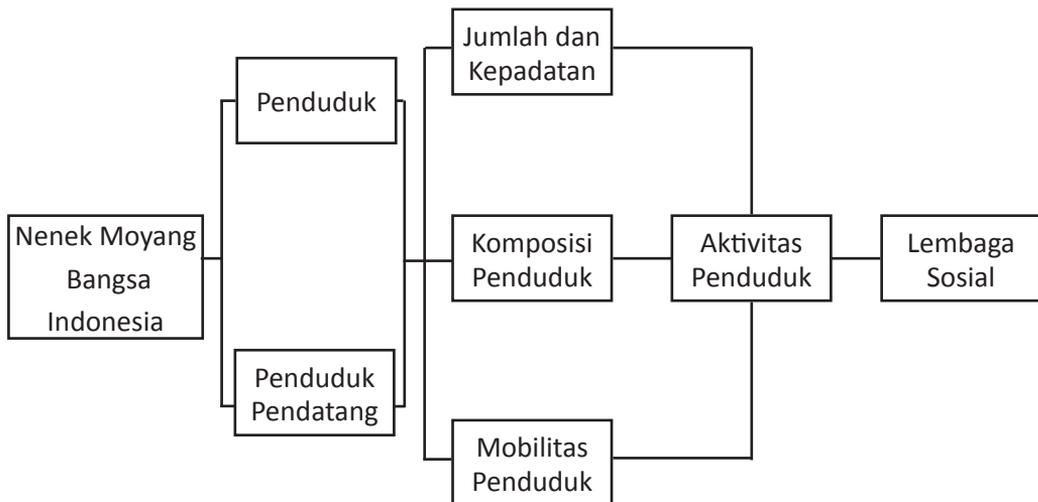 Nenek Moyang
Bangsa
Indonesia
Penduduk
Penduduk
Pendatang
Jumlah dan
Kepadatan
Komposisi
Penduduk
Mobilitas
Penduduk
Aktivitas
Penduduk
Lembaga
Sosial